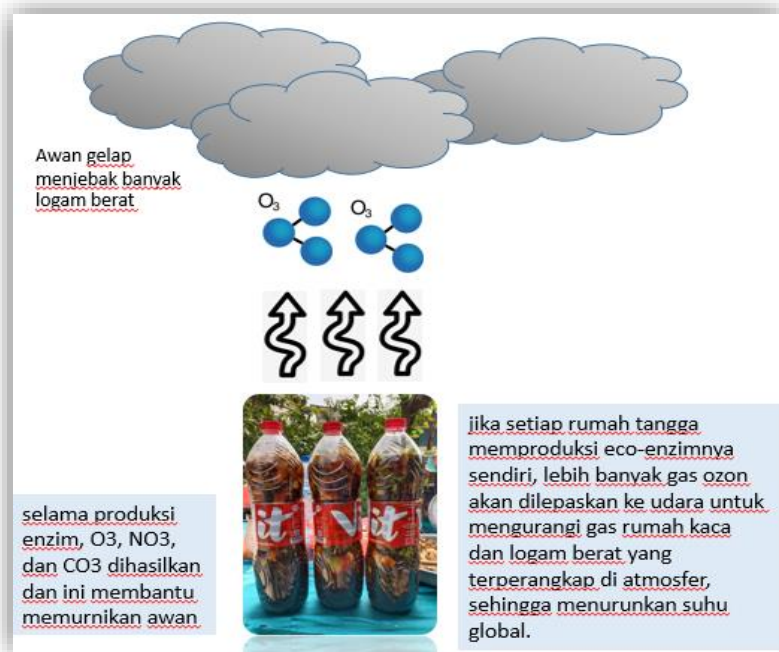 Awan gelap
menjebak banyak
logam berat
O₃
O₃
it
it
selama produksi
enzim, O3, NO3,
dan CO3 dihasilkan
dan ini membantu
memurnikan awan
jika setiap rumah tangga
memproduksi eco-enzimnya
sendiri, lebih banyak gas ozon
akan dilepaskan ke udara untuk
mengurangi gas rumah kaca
dan logam berat yang
terperangkap di atmosfer,
sehingga menurunkan suhu
global.